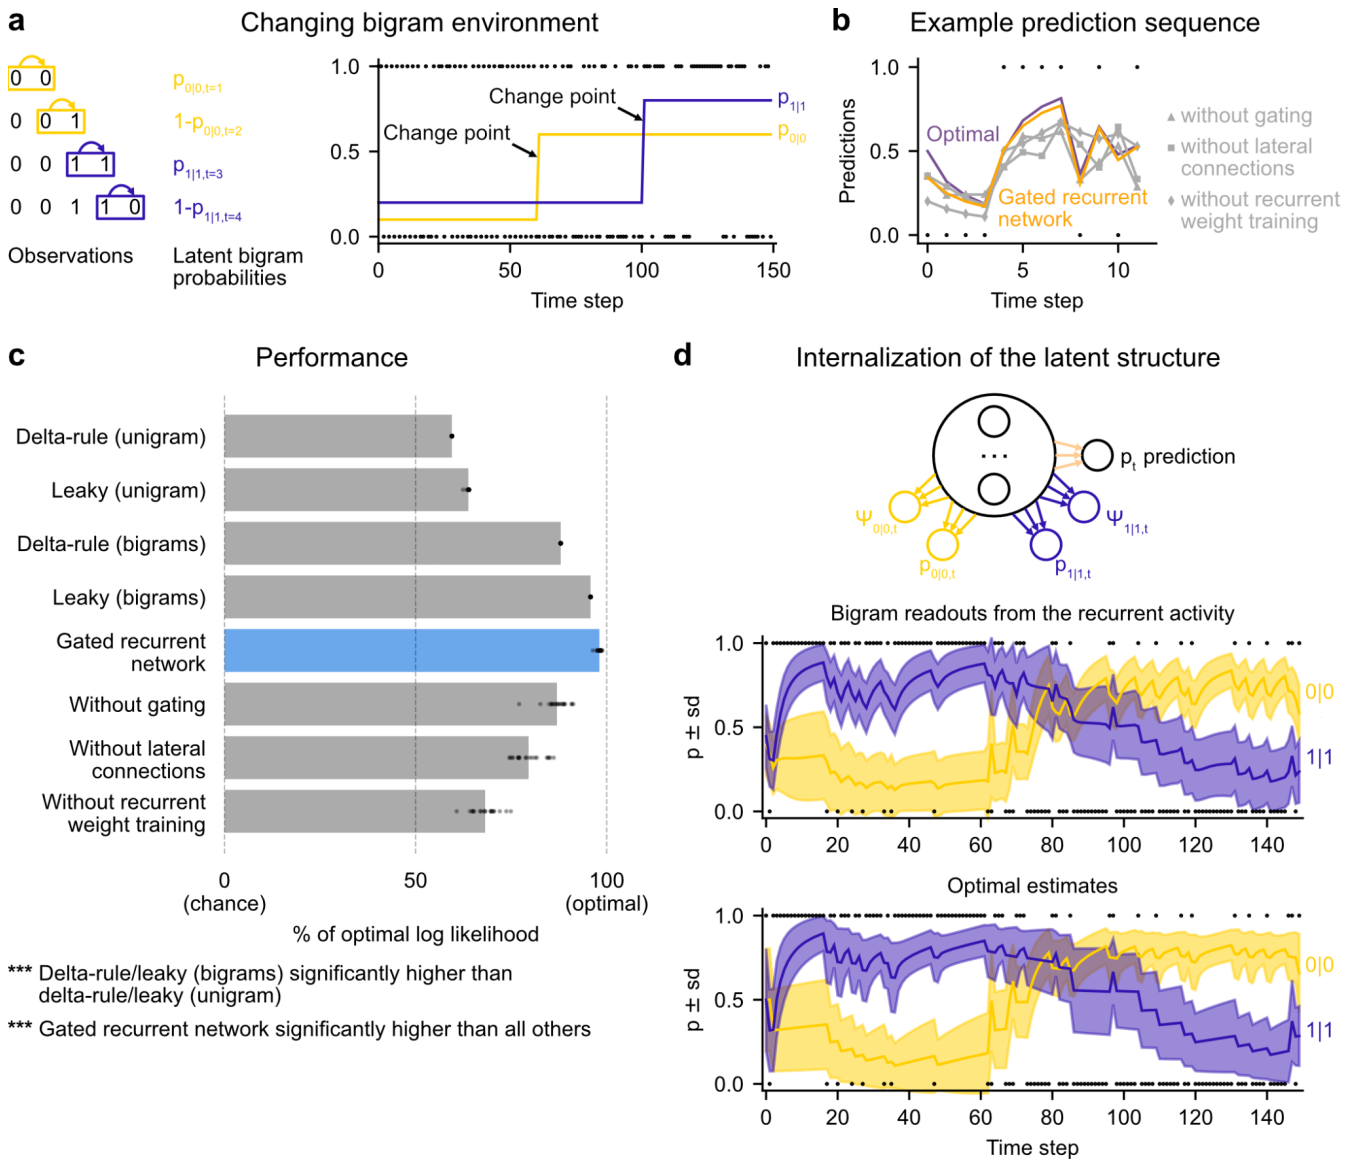 a
Changing bigram environment
0 0
p0|0,t=1
0 0 1
1-p0|0,t=2
0 0 1 1
p1|1,t=3
0 0 1 1 0
1-p1|1,t=4
Observations
Latent bigram
probabilities
1.0
0.5
0.0
Change point
Change point
p1|1
p0|0
0 50 100 150
Time step
b
Example prediction sequence
Predictions
1.0
0.5
0.0
Optimal
Gated recurrent
network
0 5 10
Time step
without gating
without lateral
connections
without recurrent
weight training
c
Performance
Delta-rule (unigram)
Leaky (unigram)
Delta-rule (bigrams)
Leaky (bigrams)
Gated recurrent
network
Without gating
Without lateral
connections
Without recurrent
weight training
0 50 100
(chance) (optimal)
% of optimal log likelihood
*** Delta-rule/leaky (bigrams) significantly higher than
delta-rule/leaky (unigram)
*** Gated recurrent network significantly higher than all others
d
Internalization of the latent structure
...
pt prediction
Ψ0|0,t
Ψ1|1,t
p0|0,t
p1|1,t
Bigram readouts from the recurrent activity
p ± sd
1.0
0.5
0.0
0|0
1|1
0 20 40 60 80 100 120 140
Optimal estimates
p ± sd
1.0
0.5
0.0
0|0
1|1
0 20 40 60 80 100 120 140
Time step